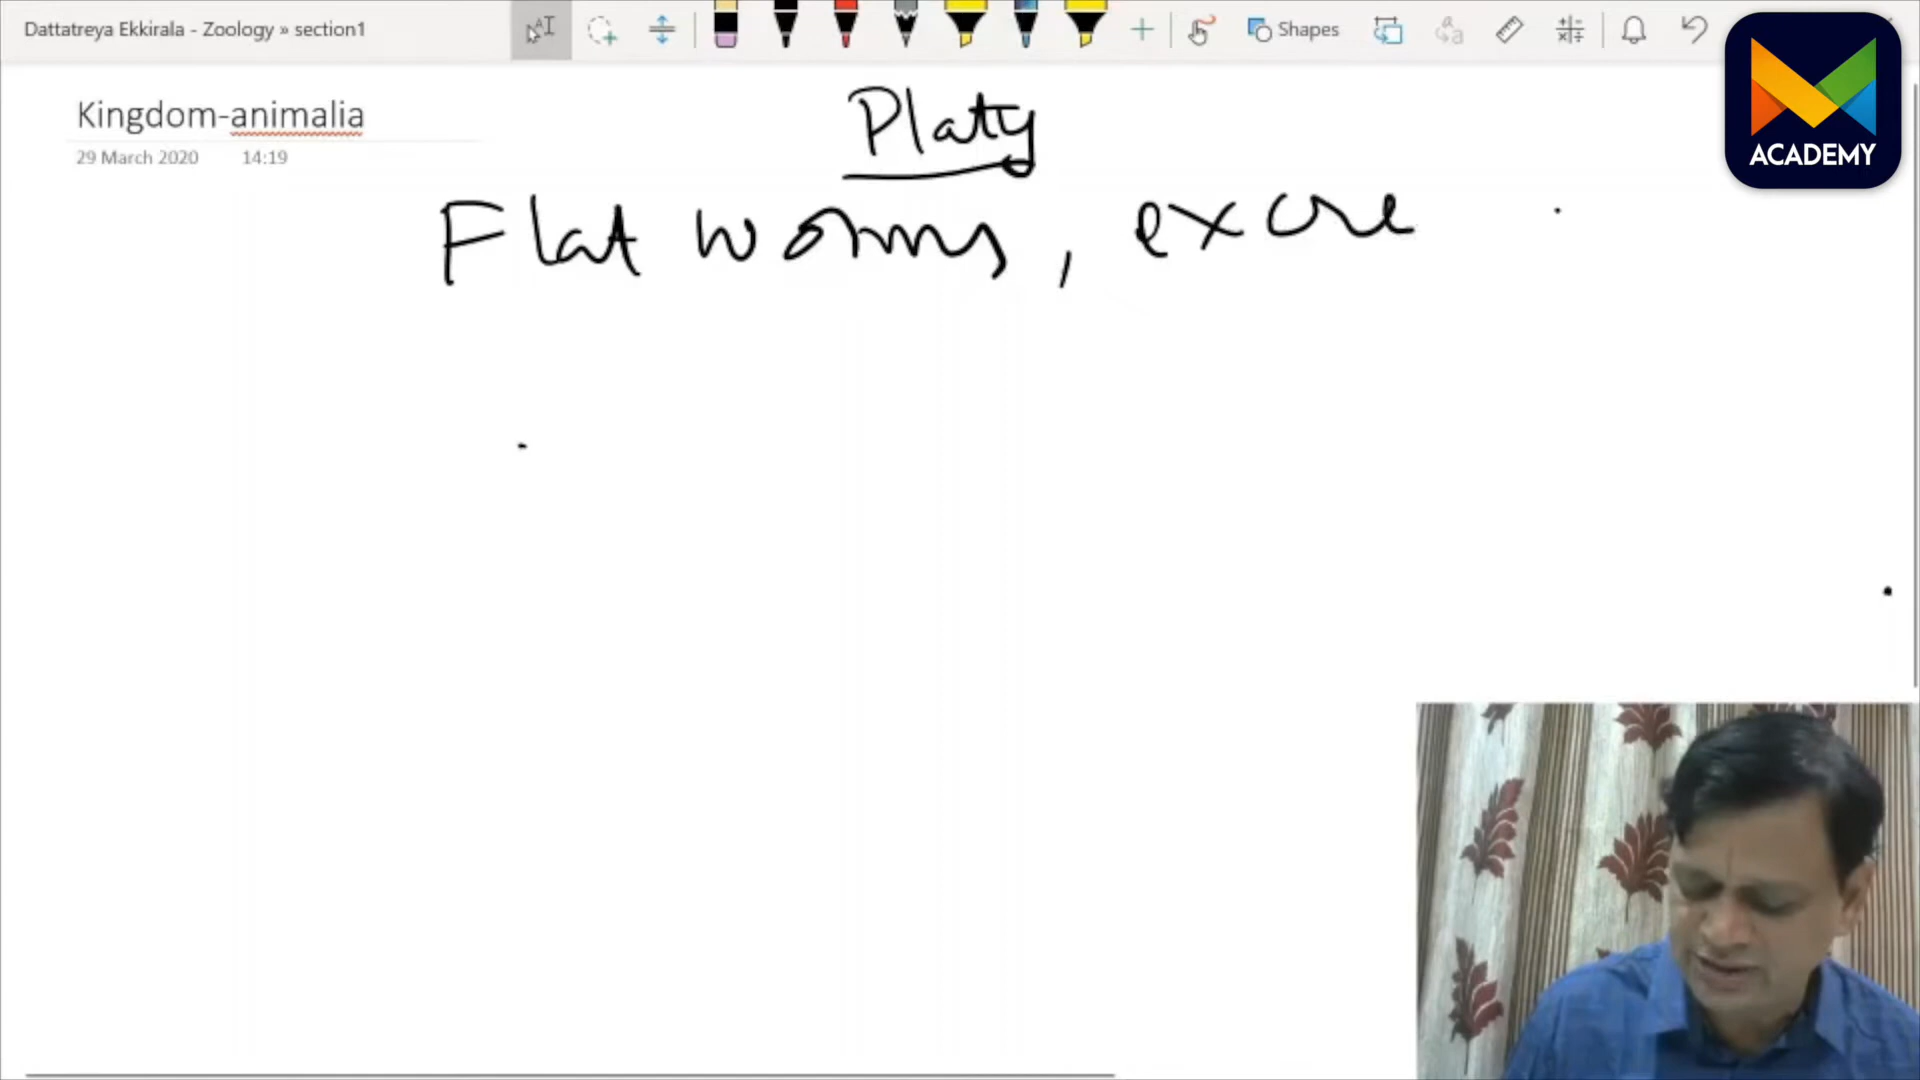 Dattatreya Ekkirala - Zoology » section1
Shapes
ACADEMY
Kingdom-animalia
29 March 2020 14:19
Platy
Flat worms, excre